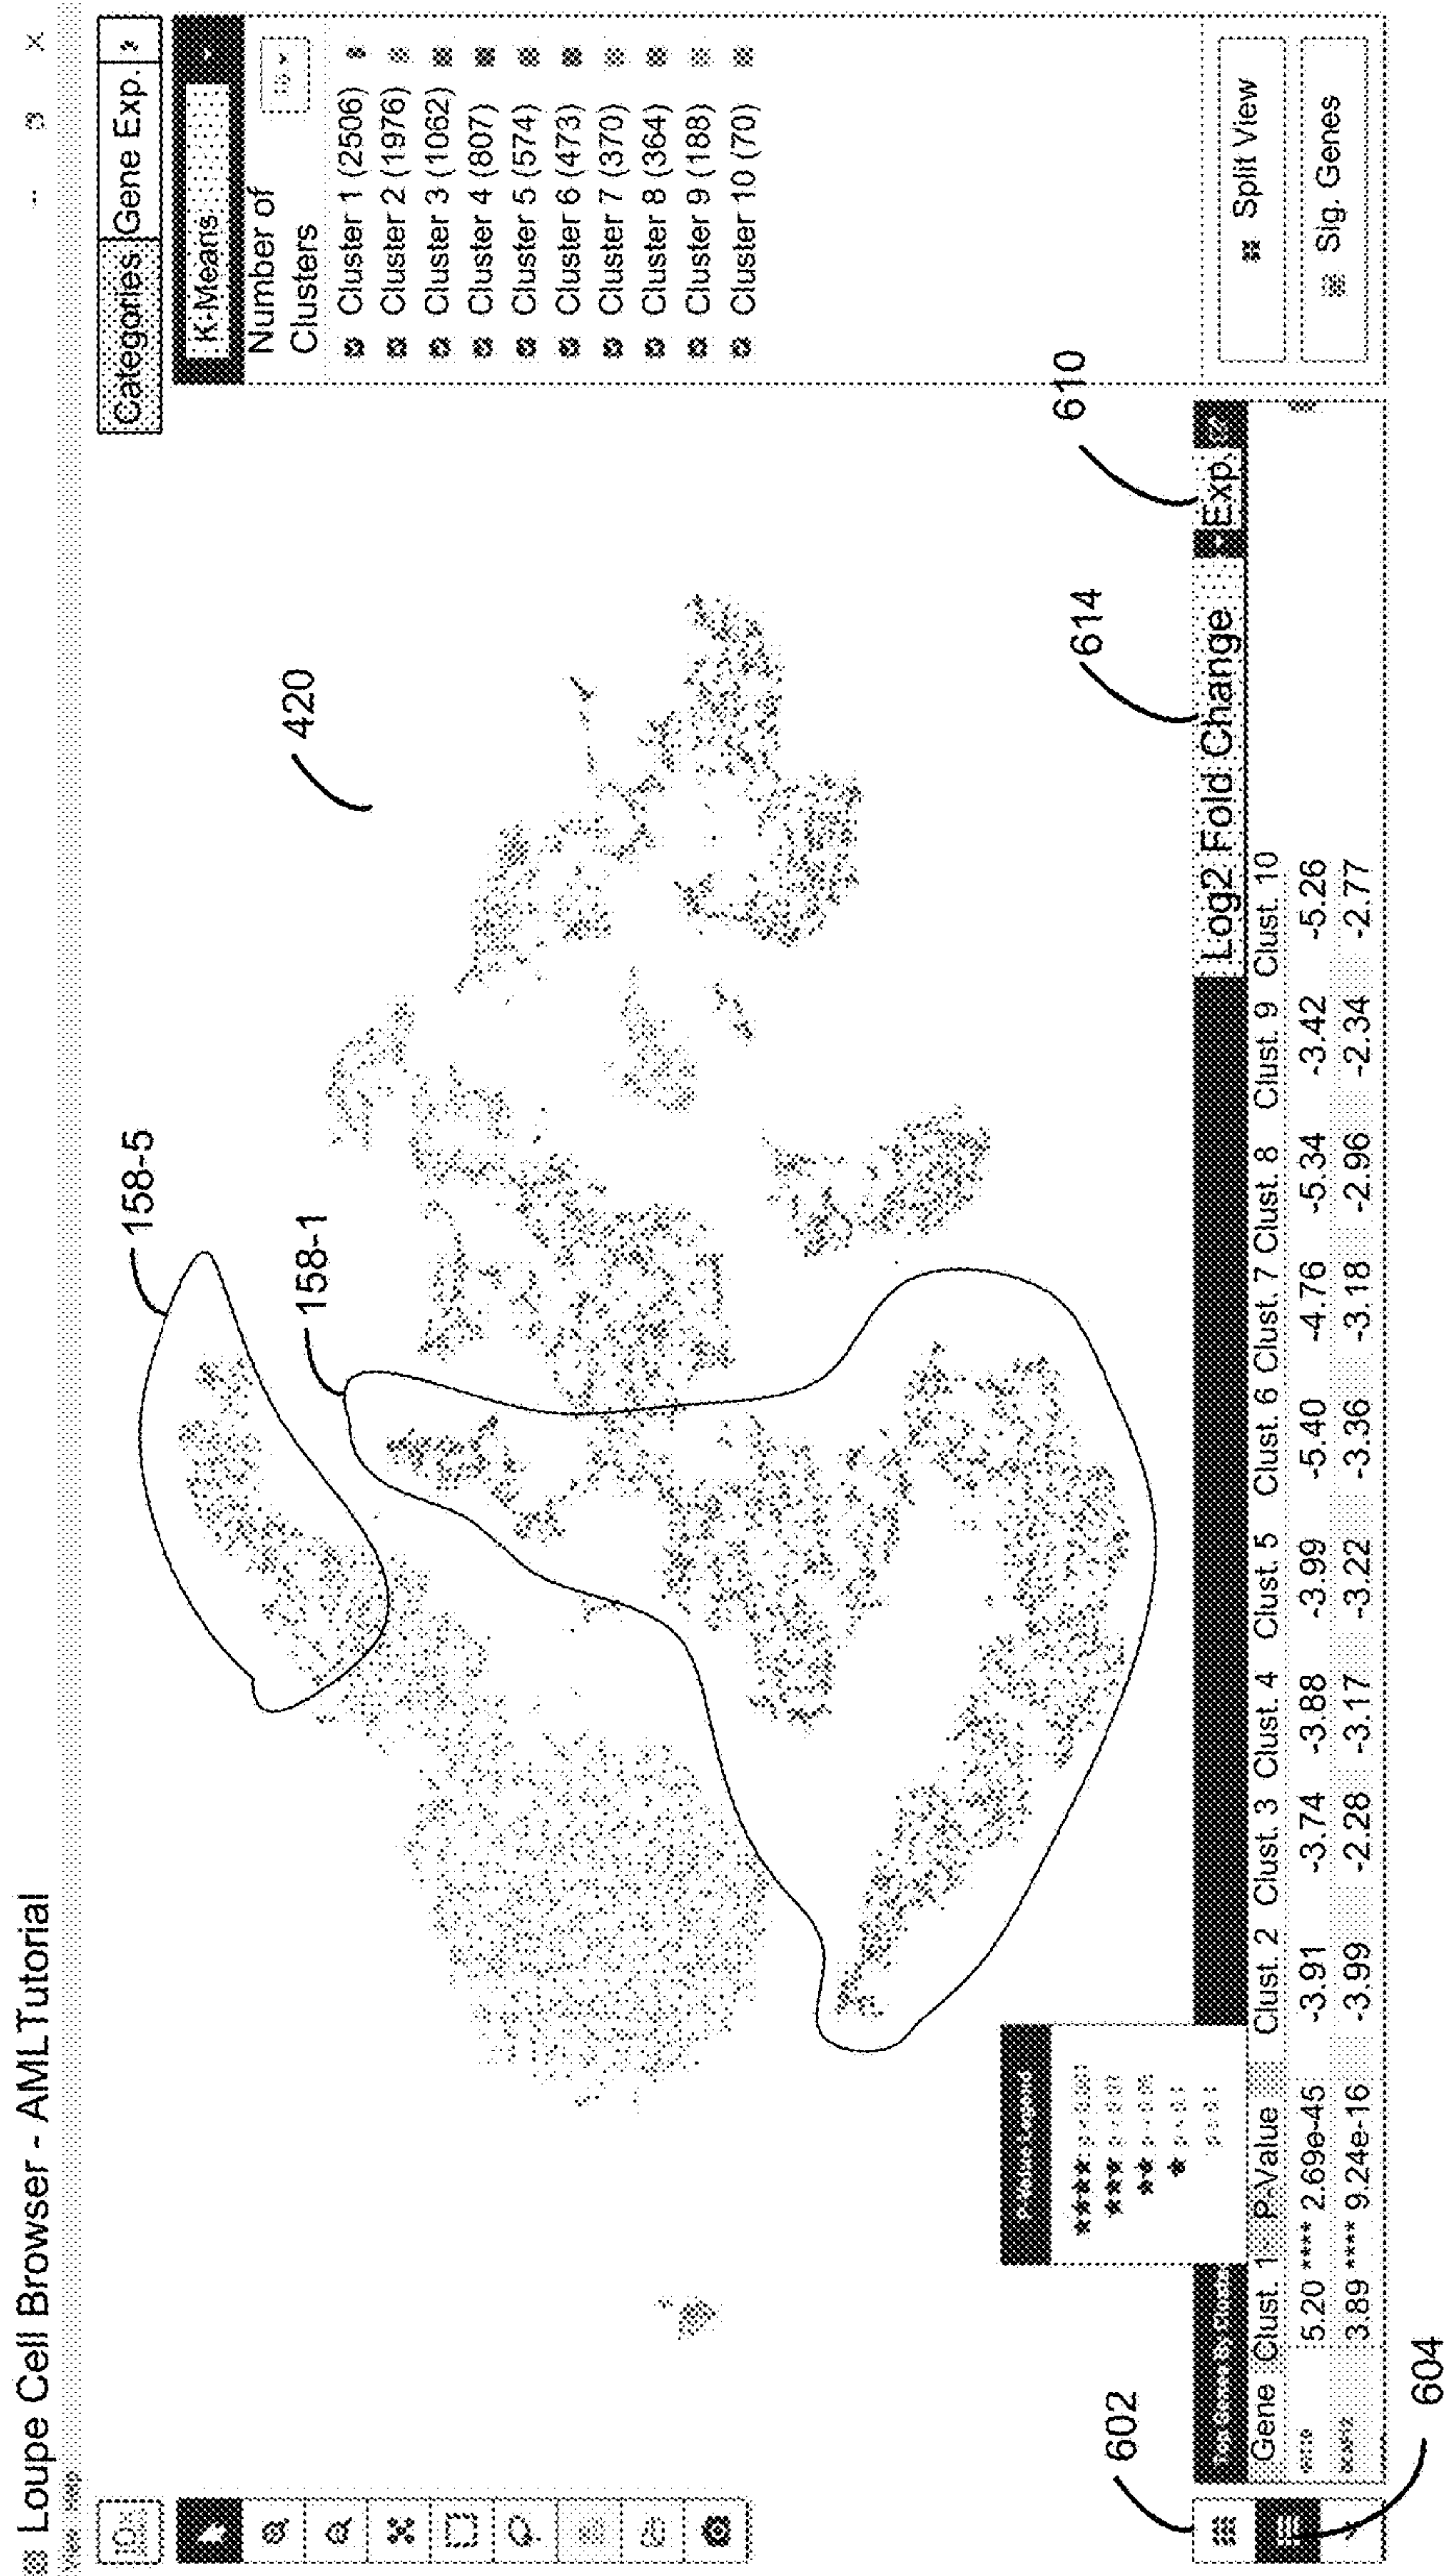 Loupe Cell Browser - AMLTutorial
View Help
Categories Gene Exp.
K-Means
Number of
Clusters
10
Cluster 1 (2506)
Cluster 2 (1976)
Cluster 3 (1062)
Cluster 4 (807)
Cluster 5 (574)
Cluster 6 (473)
Cluster 7 (370)
Cluster 8 (364)
Cluster 9 (188)
Cluster 10 (70)
Split View
Sig. Genes
158-5
158-1
420
614
610
602
604
Log2 Fold Change Exp.
Gene Clust. 1 P-Value Clust. 2 Clust. 3 Clust. 4 Clust. 5 Clust. 6 Clust. 7 Clust. 8 Clust. 9 Clust. 10
5.20 **** 2.69e-45 -3.91 -3.74 -3.88 -3.99 -5.40 -4.76 -5.34 -3.42 -5.26
3.89 **** 9.24e-16 -3.99 -2.28 -3.17 -3.22 -3.36 -3.18 -2.96 -2.34 -2.77